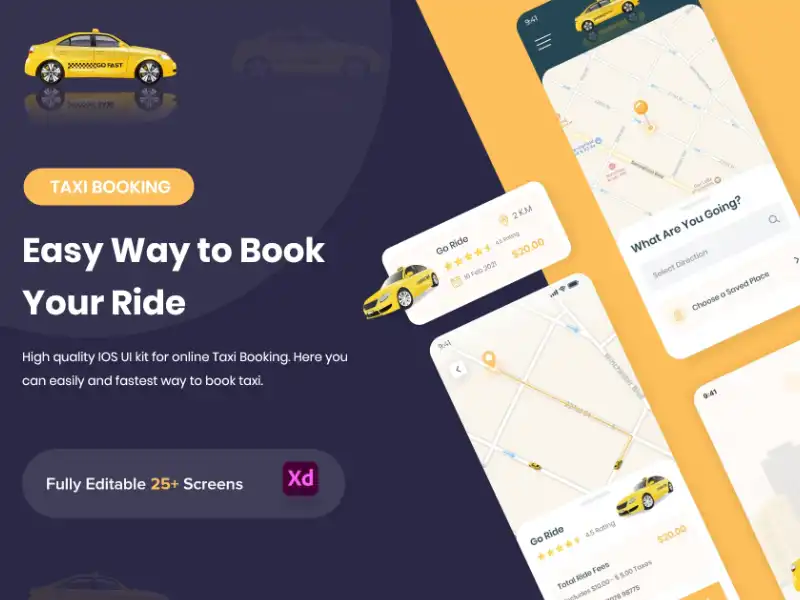 GO FAST
TAXI BOOKING
Easy Way to Book
Your Ride
High quality IOS UI kit for online Taxi Booking. Here you
can easily and fastest way to book taxi.
Fully Editable 25+ Screens
Xd
9:41
What Are You Going?
Select Direction
Choose a Saved Place
Go Ride
2 K.M
4.5 Rating
10 Feb 2021
$20.00
9:41
Go Ride
4.5 Rating
$20.00
Total Ride Fees
9:41